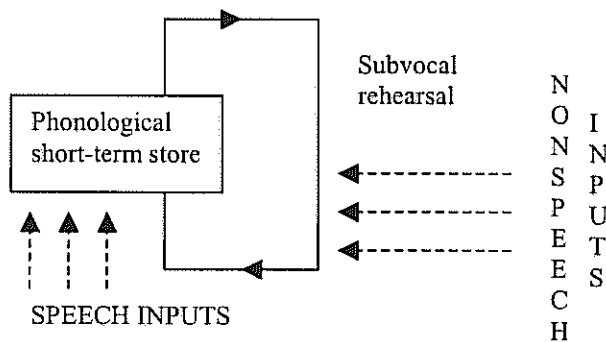 Subvocal
rehearsal
Phonological
short-term store
SPEECH INPUTS
NONSPEECH
INPUTS